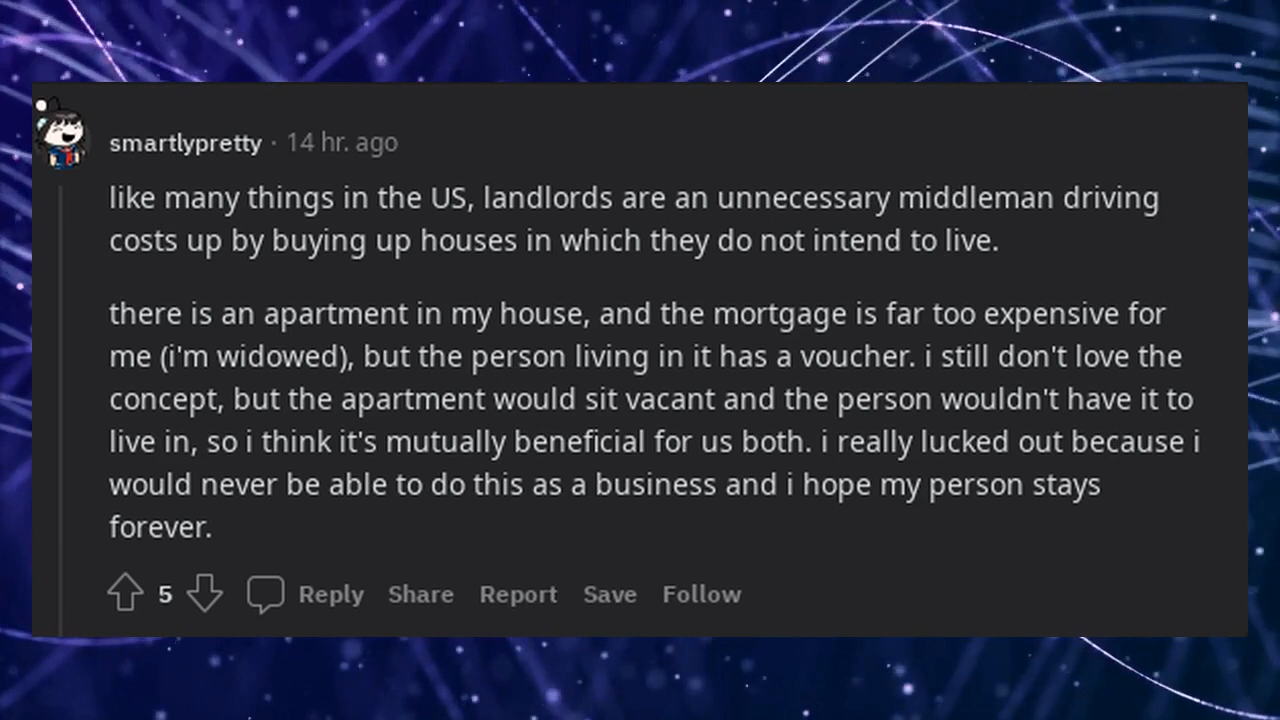 smartlypretty · 14 hr. ago
like many things in the US, landlords are an unnecessary middleman driving
costs up by buying up houses in which they do not intend to live.
there is an apartment in my house, and the mortgage is far too expensive for
me (i'm widowed), but the person living in it has a voucher. i still don't love the
concept, but the apartment would sit vacant and the person wouldn't have it to
live in, so i think it's mutually beneficial for us both. i really lucked out because i
would never be able to do this as a business and i hope my person stays
forever.
5 Reply Share Report Save Follow